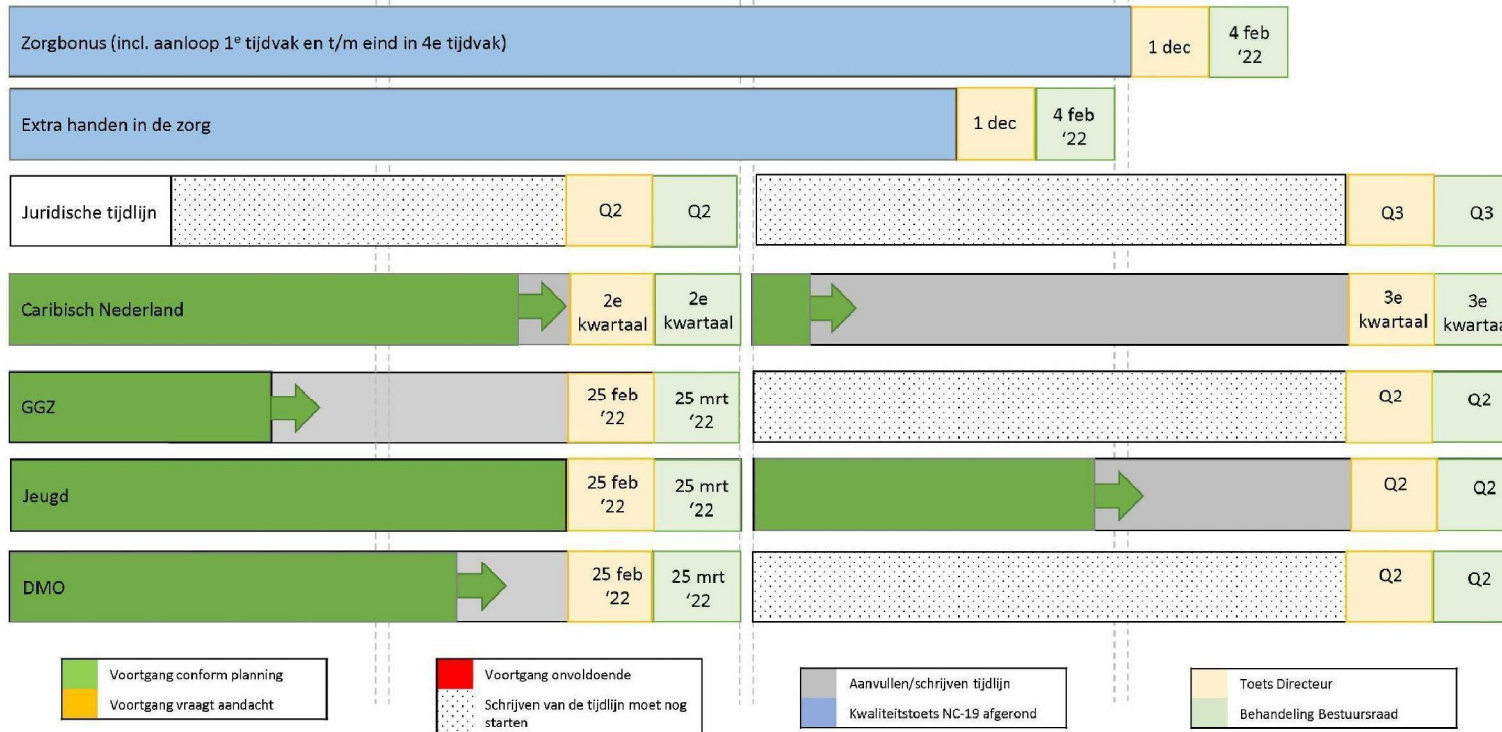 Zorgbonus (incl. aanloop 1e tijdvak en t/m eind in 4e tijdvak)
1 dec
4 feb
‘22
Extra handen in de zorg
1 dec
4 feb
‘22
Juridische tijdlijn
Q2
Q2
Q3
Q3
Caribisch Nederland
2e
kwartaal
2e
kwartaal
3e
kwartaal
3e
kwartaa
GGZ
25 feb
‘22
25 mrt
‘22
Q2
Q2
Jeugd
25 feb
‘22
25 mrt
‘22
Q2
Q2
DMO
25 feb
‘22
25 mrt
‘22
Q2
Q2
Voortgang conform planning
Voortgang vraagt aandacht
Voortgang onvoldoende
Schrijven van de tijdlijn moet nog
starten
Aanvullen/schrijven tijdlijn
Kwaliteitstoets NC-19 afgerond
Toets Directeur
Behandeling Bestuursraad